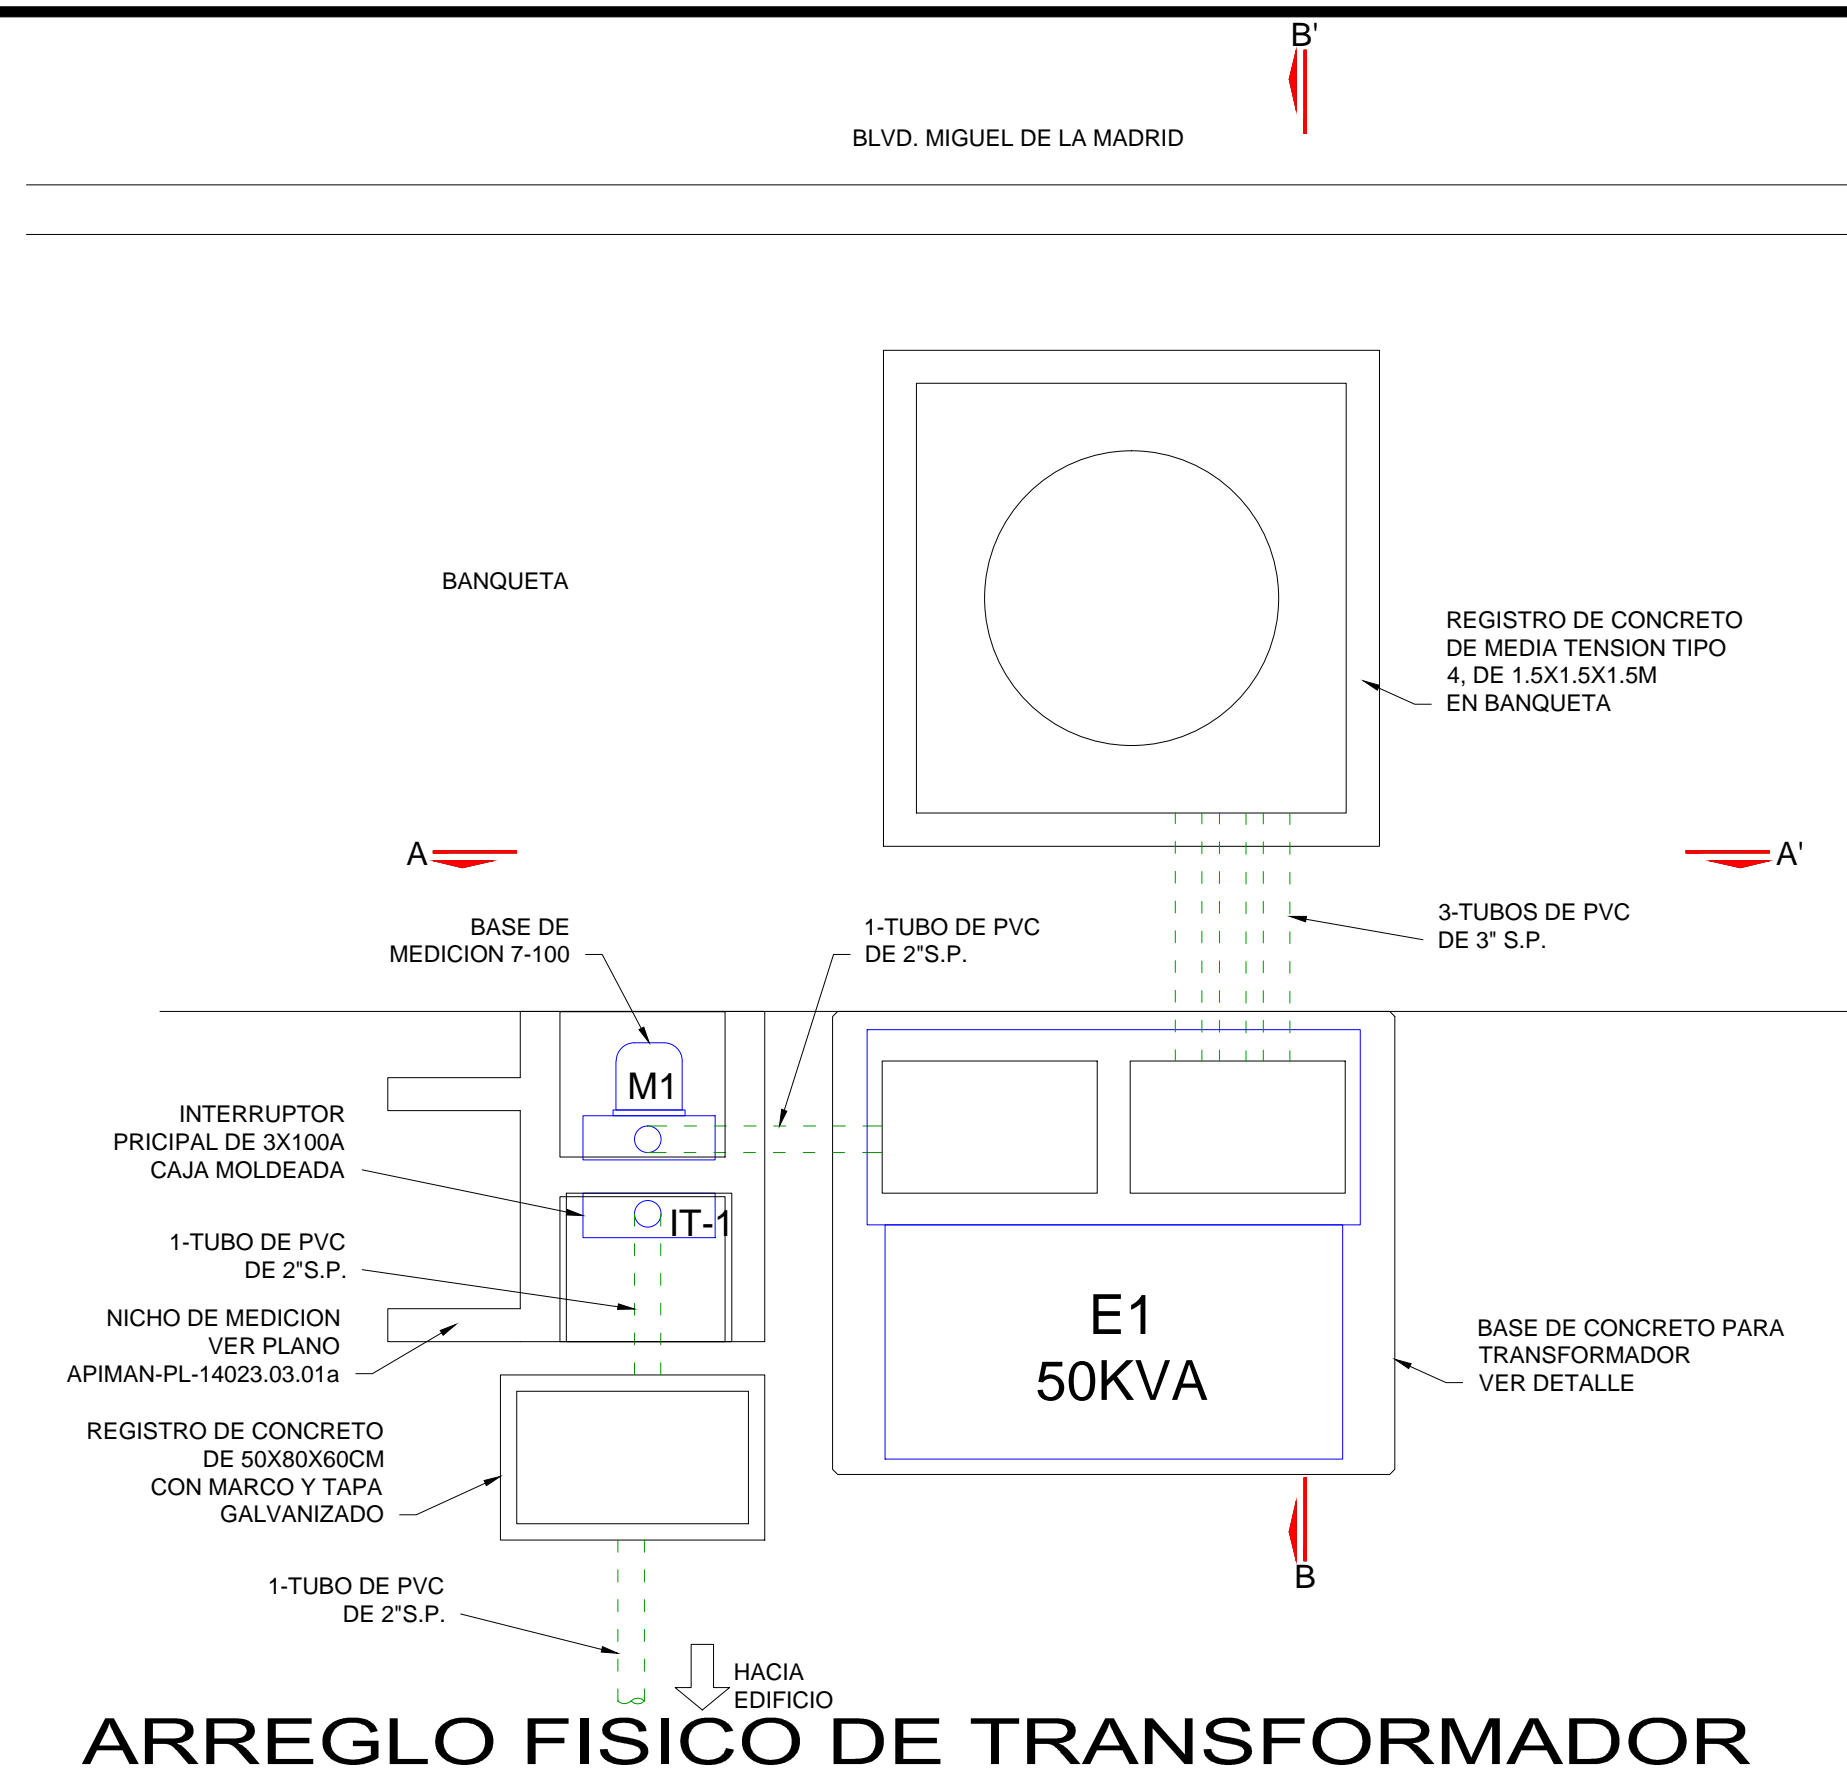 B'
BLVD. MIGUEL DE LA MADRID
BANQUETA
REGISTRO DE CONCRETO
DE MEDIA TENSION TIPO
4, DE 1.5X1.5X1.5M
EN BANQUETA
A
A'
BASE DE
MEDICION 7-100
1-TUBO DE PVC
DE 2"S.P.
3-TUBOS DE PVC
DE 3" S.P.
M1
INTERRUPTOR
PRICIPAL DE 3X100A
CAJA MOLDEADA
IT-1
1-TUBO DE PVC
DE 2"S.P.
NICHO DE MEDICION
VER PLANO
APIMAN-PL-14023.03.01a
E1
50KVA
BASE DE CONCRETO PARA
TRANSFORMADOR
VER DETALLE
REGISTRO DE CONCRETO
DE 50X80X60CM
CON MARCO Y TAPA
GALVANIZADO
B
1-TUBO DE PVC
DE 2"S.P.
HACIA
EDIFICIO
ARREGLO FISICO DE TRANSFORMADOR